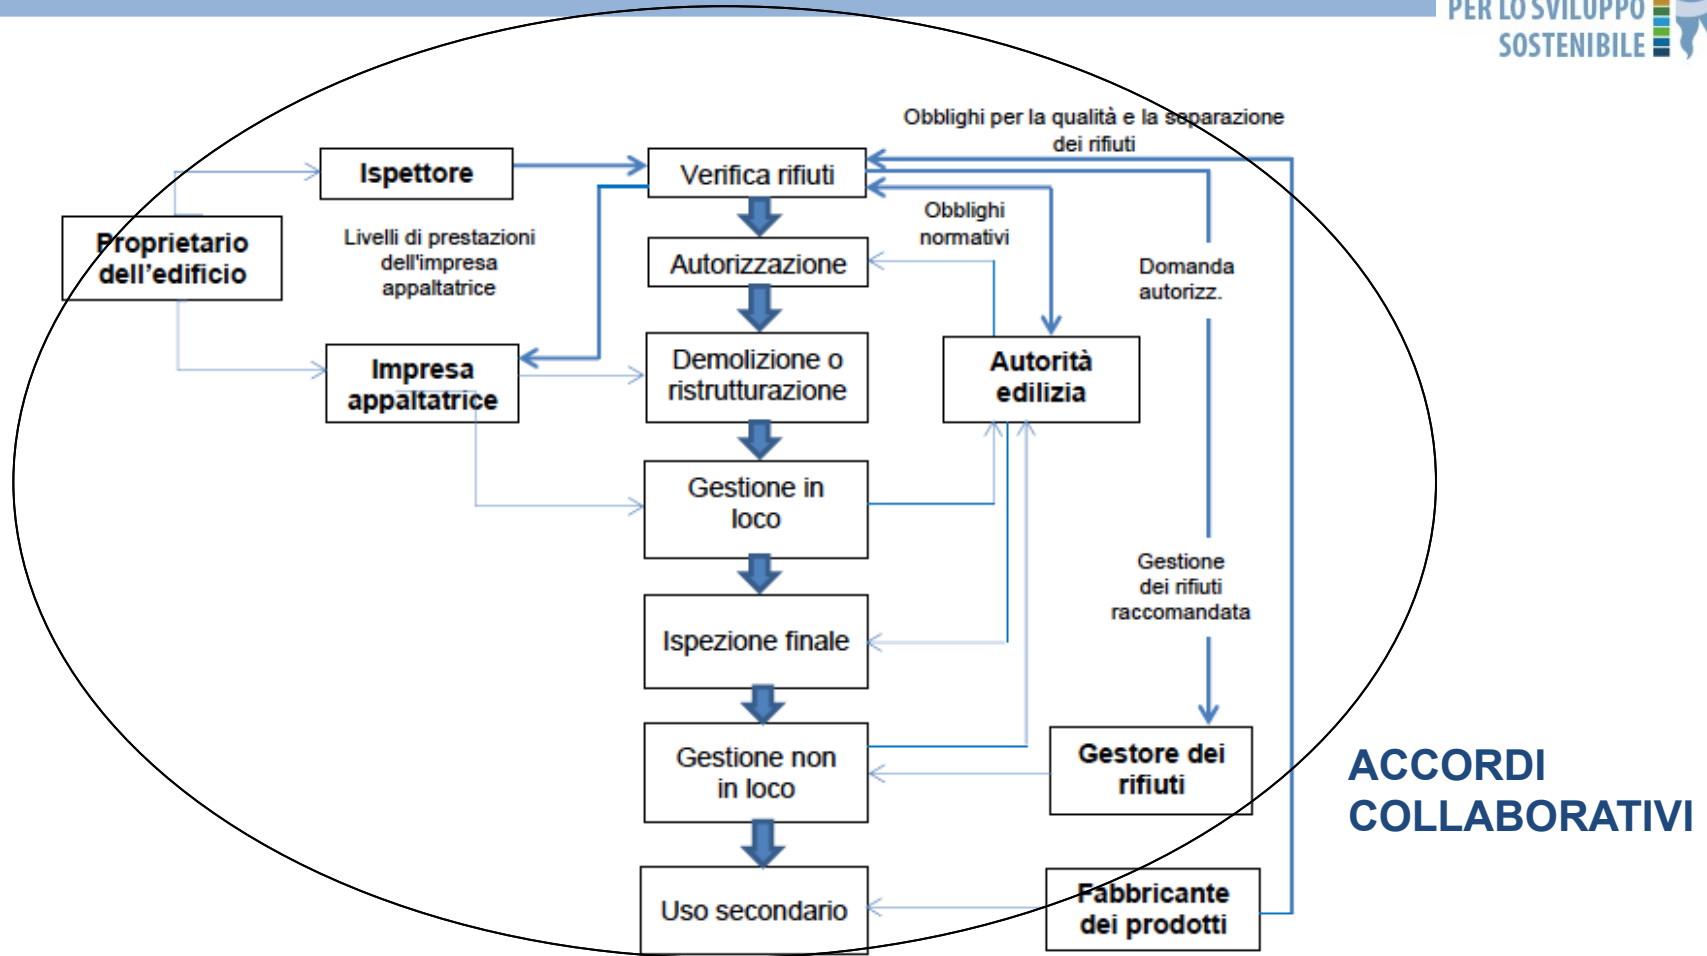 PER LO SVILUPPO
SOSTENIBILE
Obblighi per la qualità e la separazione
dei rifiuti
Ispettore
Verifica rifiuti
Proprietario
dell'edificio
Livelli di prestazioni
dell'impresa
appaltatrice
Obblighi
normativi
Autorizzazione
Domanda
autorizz.
Impresa
appaltatrice
Demolizione o
ristrutturazione
Autorità
edilizia
Gestione in
loco
Gestione
dei rifiuti
raccomandata
Ispezione finale
Gestione non
in loco
Gestore dei
rifiuti
ACCORDI
COLLABORATIVI
Uso secondario
Fabbricante
dei prodotti